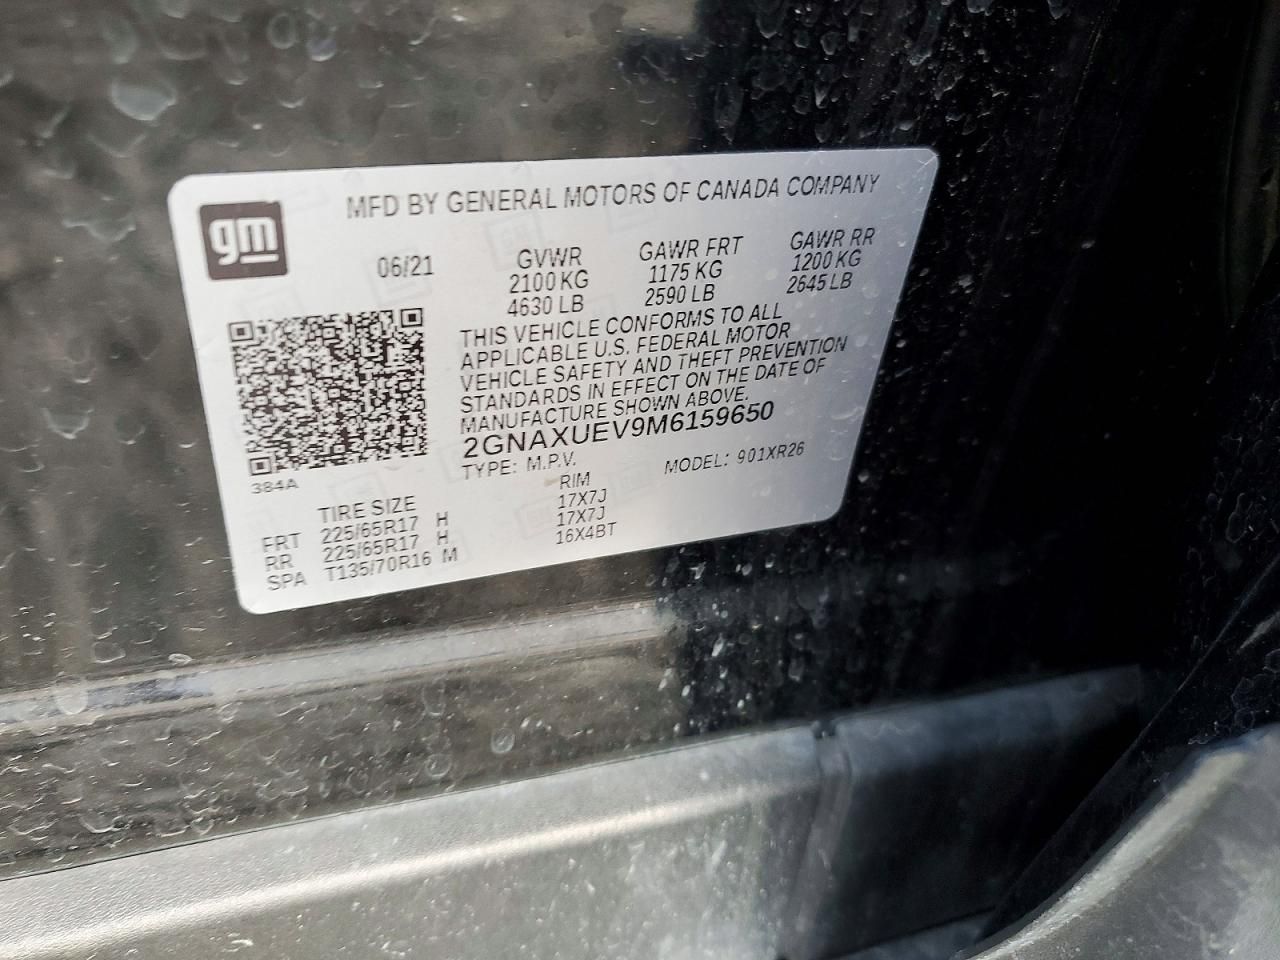 gm
MFD BY GENERAL MOTORS OF CANADA COMPANY
06/21 GVWR GAWR FRT GAWR RR
2100 KG 1175 KG 1200 KG
4630 LB 2590 LB 2645 LB
THIS VEHICLE CONFORMS TO ALL
APPLICABLE U.S. FEDERAL MOTOR
VEHICLE SAFETY AND THEFT PREVENTION
STANDARDS IN EFFECT ON THE DATE OF
MANUFACTURE SHOWN ABOVE.
2GNAXUEV9M6159650
TYPE: M.P.V. MODEL: 901XR26
384A
TIRE SIZE RIM
FRT 225/65R17 H 17X7J
RR 225/65R17 H 17X7J
SPA T135/70R16 M 16X4BT